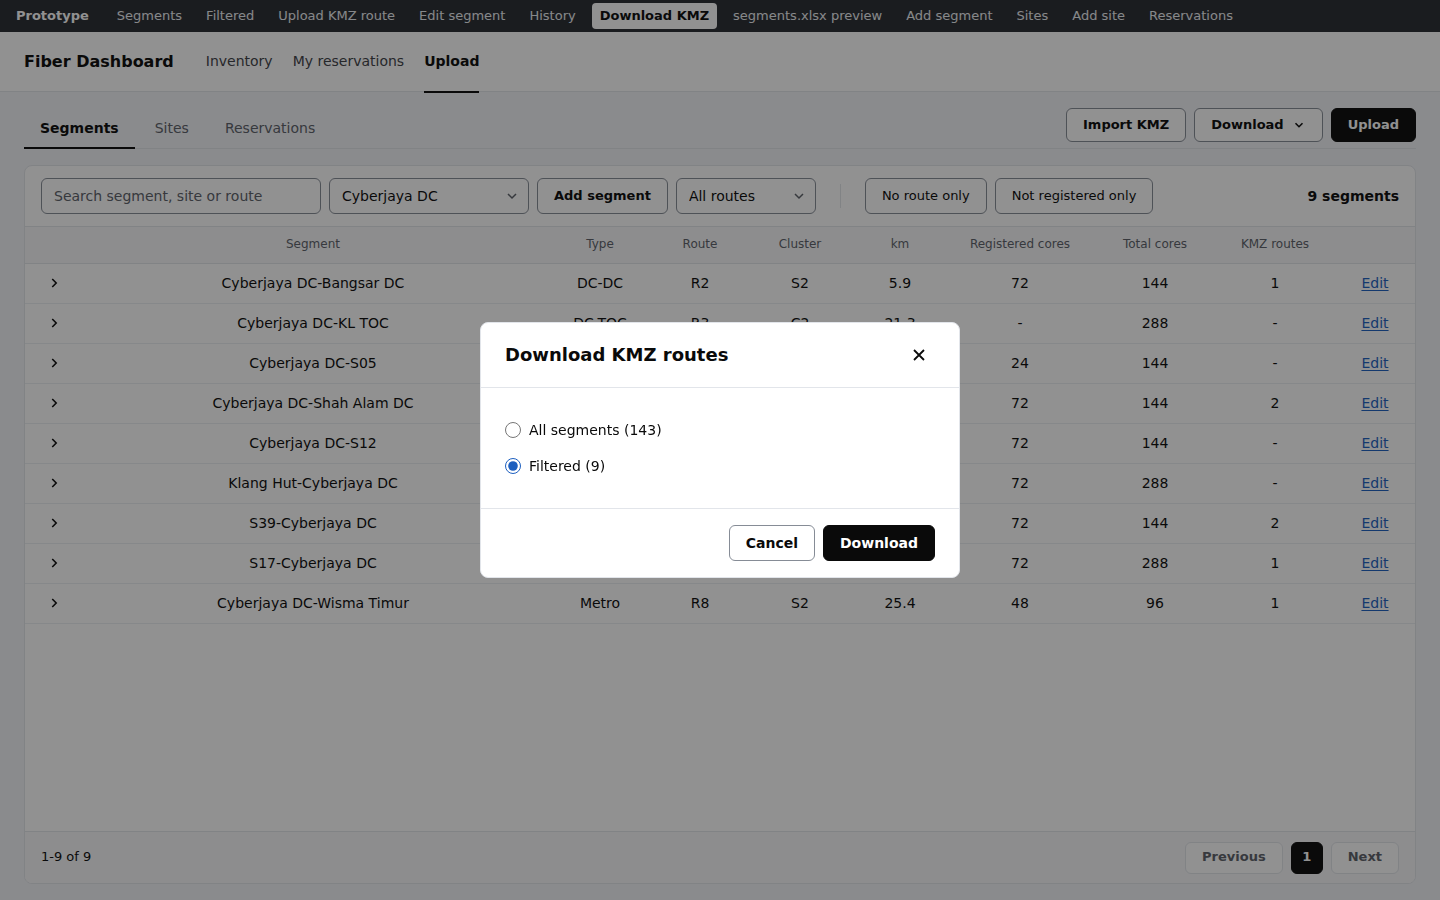 Prototype Segments Filtered Upload KMZ route Edit segment History Download KMZ segments.xlsx preview Add segment Sites Add site Reservations
Fiber Dashboard Inventory My reservations Upload
Segments Sites Reservations Import KMZ Download Upload
Search segment, site or route Cyberjaya DC Add segment All routes No route only Not registered only 9 segments
Segment Type Route Cluster km Registered cores Total cores KMZ routes
Cyberjaya DC-Bangsar DC DC-DC R2 S2 5.9 72 144 1 Edit
Cyberjaya DC-KL TOC - 288 - Edit
Cyberjaya DC-S05 24 144 - Edit
Cyberjaya DC-Shah Alam DC 72 144 2 Edit
Cyberjaya DC-S12 72 144 - Edit
Klang Hut-Cyberjaya DC 72 288 - Edit
S39-Cyberjaya DC 72 144 2 Edit
S17-Cyberjaya DC 72 288 1 Edit
Cyberjaya DC-Wisma Timur Metro R8 S2 25.4 48 96 1 Edit
Download KMZ routes
All segments (143)
Filtered (9)
Cancel Download
1-9 of 9 Previous 1 Next